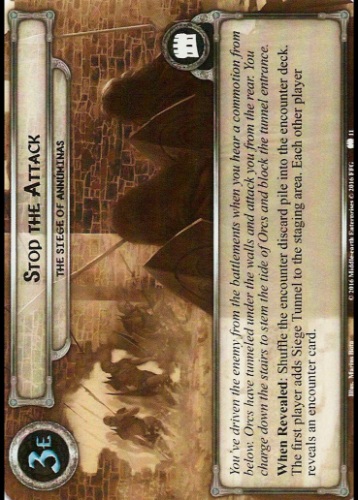 3E
STOP THE ATTACK
THE SIEGE OF ANNÚMINAS
You've driven the enemy from the battlements when you hear a commotion from
below. Orcs have tunneled under the walls and attack you from the rear. You
charge down the stairs to stem the tide of Orcs and block the tunnel entrance.
When Revealed: Shuffle the encounter discard pile into the encounter deck.
The first player adds Siege Tunnel to the staging area. Each other player
reveals an encounter card.
Illus. Marius Bota © 2016 Middle-earth Enterprises © 2016 FFG 11